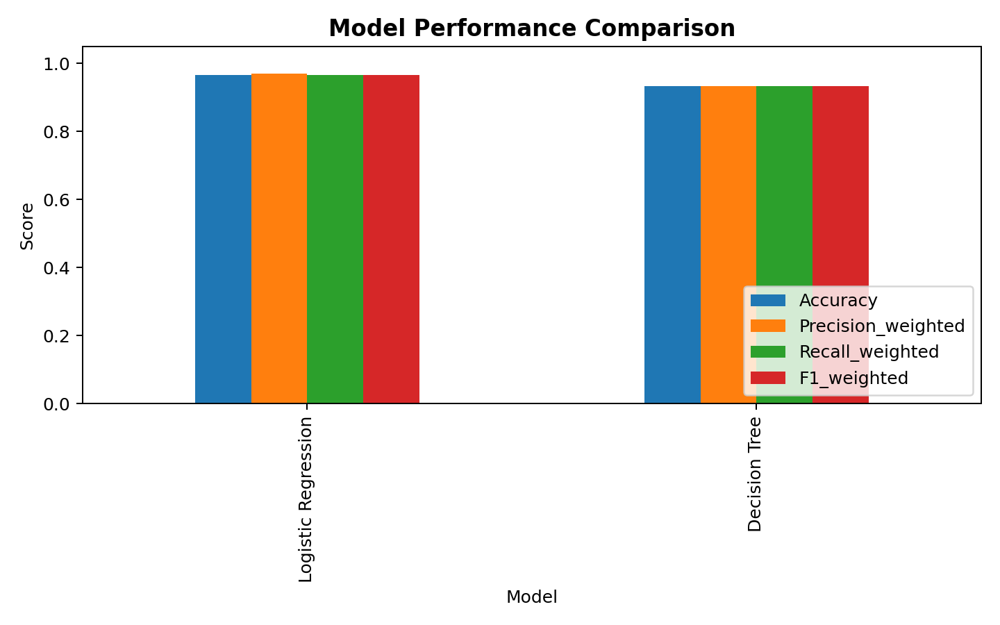 Model Performance Comparison
Score
1.0
0.8
0.6
0.4
0.2
0.0
Accuracy
Precision_weighted
Recall_weighted
F1_weighted
Logistic Regression
Decision Tree
Model